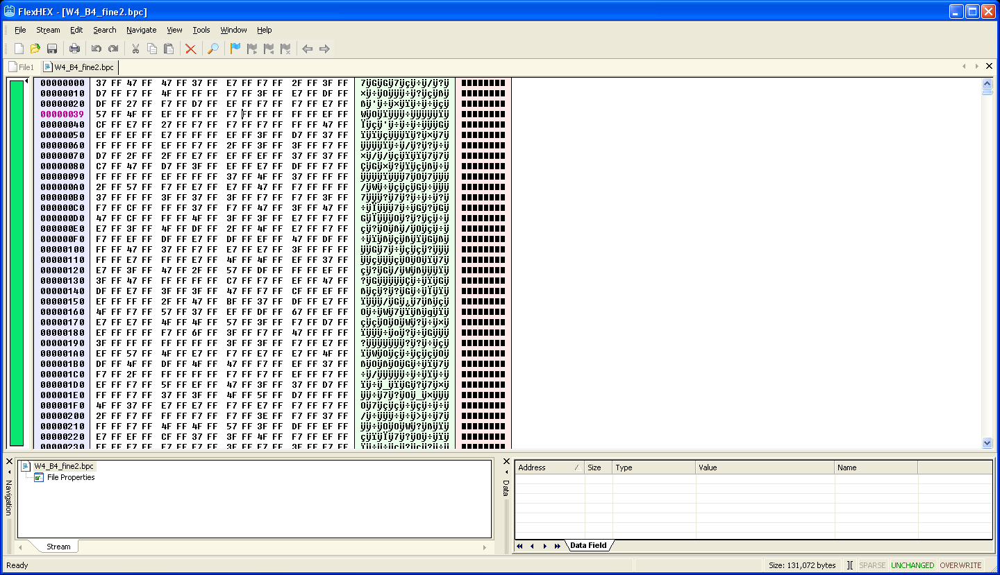 FlexHEX - [W4_B4_fine2.bpc]
File Stream Edit Search Navigate View Tools Window Help
File1 W4_B4_fine2.bpc
00000000 37 FF 47 FF 47 FF 37 FF E7 FF F7 FF 2F FF 3F FF 7ÿGÿGÿ7ÿçÿ÷ÿ/ÿ?ÿ
00000010 D7 FF F7 FF 4F FF FF FF F7 FF 3F FF E7 FF DF FF ×ÿ÷ÿOÿÿÿ÷ÿ?ÿçÿßÿ
00000020 DF FF 27 FF F7 FF D7 FF EF FF F7 FF F7 FF E7 FF ßÿ'ÿ÷ÿ×ÿïÿ÷ÿ÷ÿçÿ
00000039 57 FF 4F FF EF FF FF FF F7 FF FF FF FF FF EF FF WÿOÿïÿÿÿ÷ÿÿÿÿÿïÿ
00000040 CF FF E7 FF 27 FF F7 FF F7 FF F7 FF FF FF 47 FF Ïÿçÿ'ÿ÷ÿ÷ÿ÷ÿÿÿGÿ
00000050 EF FF EF FF E7 FF FF FF EF FF 3F FF D7 FF 37 FF ïÿïÿçÿÿÿïÿ?ÿ×ÿ7ÿ
00000060 FF FF FF FF EF FF F7 FF 2F FF 3F FF 3F FF F7 FF ÿÿÿÿïÿ÷ÿ/ÿ?ÿ?ÿ÷ÿ
00000070 D7 FF 2F FF 2F FF E7 FF EF FF EF FF 37 FF 37 FF ×ÿ/ÿ/ÿçÿïÿïÿ7ÿ7ÿ
00000080 C7 FF 47 FF D7 FF 3F FF EF FF E7 FF DF FF F7 FF ÇÿGÿ×ÿ?ÿïÿçÿßÿ÷ÿ
00000090 FF FF FF FF EF FF FF FF 37 FF 4F FF 37 FF FF FF ÿÿÿÿïÿÿÿ7ÿOÿ7ÿÿÿ
000000A0 2F FF 57 FF F7 FF E7 FF E7 FF 47 FF F7 FF FF FF /ÿWÿ÷ÿçÿçÿGÿ÷ÿÿÿ
000000B0 37 FF FF FF 3F FF 37 FF 3F FF F7 FF F7 FF 3F FF 7ÿÿÿ?ÿ7ÿ?ÿ÷ÿ÷ÿ?ÿ
000000C0 F7 FF CF FF FF FF 37 FF F7 FF 47 FF 3F FF 47 FF ÷ÿÏÿÿÿ7ÿ÷ÿGÿ?ÿGÿ
000000D0 47 FF CF FF FF FF 4F FF 3F FF 3F FF E7 FF F7 FF GÿÏÿÿÿOÿ?ÿ?ÿçÿ÷ÿ
000000E0 E7 FF 3F FF 4F FF DF FF 2F FF 4F FF E7 FF F7 FF çÿ?ÿOÿßÿ/ÿOÿçÿ÷ÿ
000000F0 F7 FF EF FF DF FF E7 FF DF FF EF FF 47 FF DF FF ÷ÿïÿßÿçÿßÿïÿGÿßÿ
00000100 FF FF 47 FF 37 FF F7 FF E7 FF E7 FF 3F FF FF FF ÿÿGÿ7ÿ÷ÿçÿçÿ?ÿÿÿ
00000110 FF FF E7 FF FF FF E7 FF 4F FF 4F FF EF FF 37 FF ÿÿçÿÿÿçÿOÿOÿïÿ7ÿ
00000120 E7 FF 3F FF 47 FF 2F FF 57 FF DF FF FF FF EF FF çÿ?ÿGÿ/ÿWÿßÿÿÿïÿ
00000130 3F FF 47 FF FF FF FF FF C7 FF F7 FF EF FF 47 FF ?ÿGÿÿÿÿÿÇÿ÷ÿïÿGÿ
00000140 DF FF E7 FF 3F FF 3F FF 47 FF F7 FF CF FF EF FF ßÿçÿ?ÿ?ÿGÿ÷ÿÏÿïÿ
00000150 EF FF FF FF 2F FF 47 FF BF FF 37 FF DF FF E7 FF ïÿÿÿ/ÿGÿ¿ÿ7ÿßÿçÿ
00000160 4F FF F7 FF 57 FF 37 FF EF FF DF FF 67 FF EF FF Oÿ÷ÿWÿ7ÿïÿßÿgÿïÿ
00000170 E7 FF E7 FF 4F FF 4F FF 57 FF 3F FF F7 FF D7 FF çÿçÿOÿOÿWÿ?ÿ÷ÿ×ÿ
00000180 EF FF FF FF F7 FF 6F FF 3F FF F7 FF 47 FF FF FF ïÿÿÿ÷ÿoÿ?ÿ÷ÿGÿÿÿ
00000190 3F FF FF FF FF FF FF FF 3F FF 3F FF F7 FF E7 FF ?ÿÿÿÿÿÿÿ?ÿ?ÿ÷ÿçÿ
000001A0 EF FF 57 FF 4F FF E7 FF F7 FF E7 FF E7 FF 4F FF ïÿWÿOÿçÿ÷ÿçÿçÿOÿ
000001B0 DF FF 4F FF DF FF 4F FF 47 FF F7 FF EF FF 37 FF ßÿOÿßÿOÿGÿ÷ÿïÿ7ÿ
000001C0 F7 FF 2F FF FF FF FF FF F7 FF F7 FF EF FF F7 FF ÷ÿ/ÿÿÿÿÿ÷ÿ÷ÿïÿ÷ÿ
000001D0 EF FF F7 FF 5F FF EF FF 47 FF 3F FF 37 FF D7 FF ïÿ÷ÿ_ÿïÿGÿ?ÿ7ÿ×ÿ
000001E0 FF FF F7 FF 37 FF 3F FF 4F FF 5F FF D7 FF FF FF ÿÿ÷ÿ7ÿ?ÿOÿ_ÿ×ÿÿÿ
000001F0 4F FF 37 FF E7 FF E7 FF F7 FF E7 FF F7 FF F7 FF Oÿ7ÿçÿçÿ÷ÿçÿ÷ÿ÷ÿ
00000200 2F FF F7 FF FF FF F7 FF F7 FF 3E FF F7 FF 37 FF /ÿ÷ÿÿÿ÷ÿ÷ÿ>ÿ÷ÿ7ÿ
00000210 FF FF F7 FF 4F FF 4F FF 57 FF 3F FF DF FF EF FF ÿÿ÷ÿOÿOÿWÿ?ÿßÿïÿ
00000220 E7 FF EF FF CF FF 37 FF 3F FF 4F FF F7 FF EF FF çÿïÿÏÿ7ÿ?ÿOÿ÷ÿïÿ
Navigation
W4_B4_fine2.bpc
File Properties
Stream
Data
Address Size Type Value Name
Data Field
Ready Size: 131,072 bytes ][ SPARSE UNCHANGED OVERWRITE